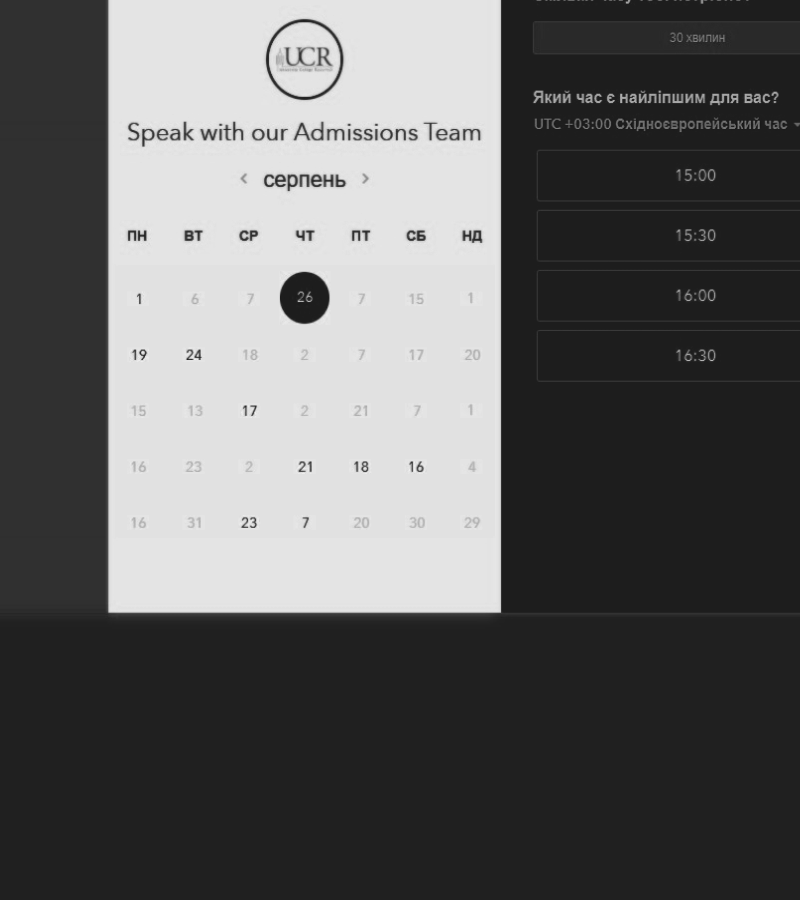 UCR
Speak with our Admissions Team
серпень
ПН ВТ СР ЧТ ПТ СБ НД
1 6 7 26 7 15 1
19 24 18 2 7 17 20
15 13 17 2 21 7 1
16 23 2 21 18 16 4
16 31 23 7 20 30 29
30 хвилин
Який час є найліпшим для вас?
UTC +03:00 Східноєвропейський час
15:00
15:30
16:00
16:30